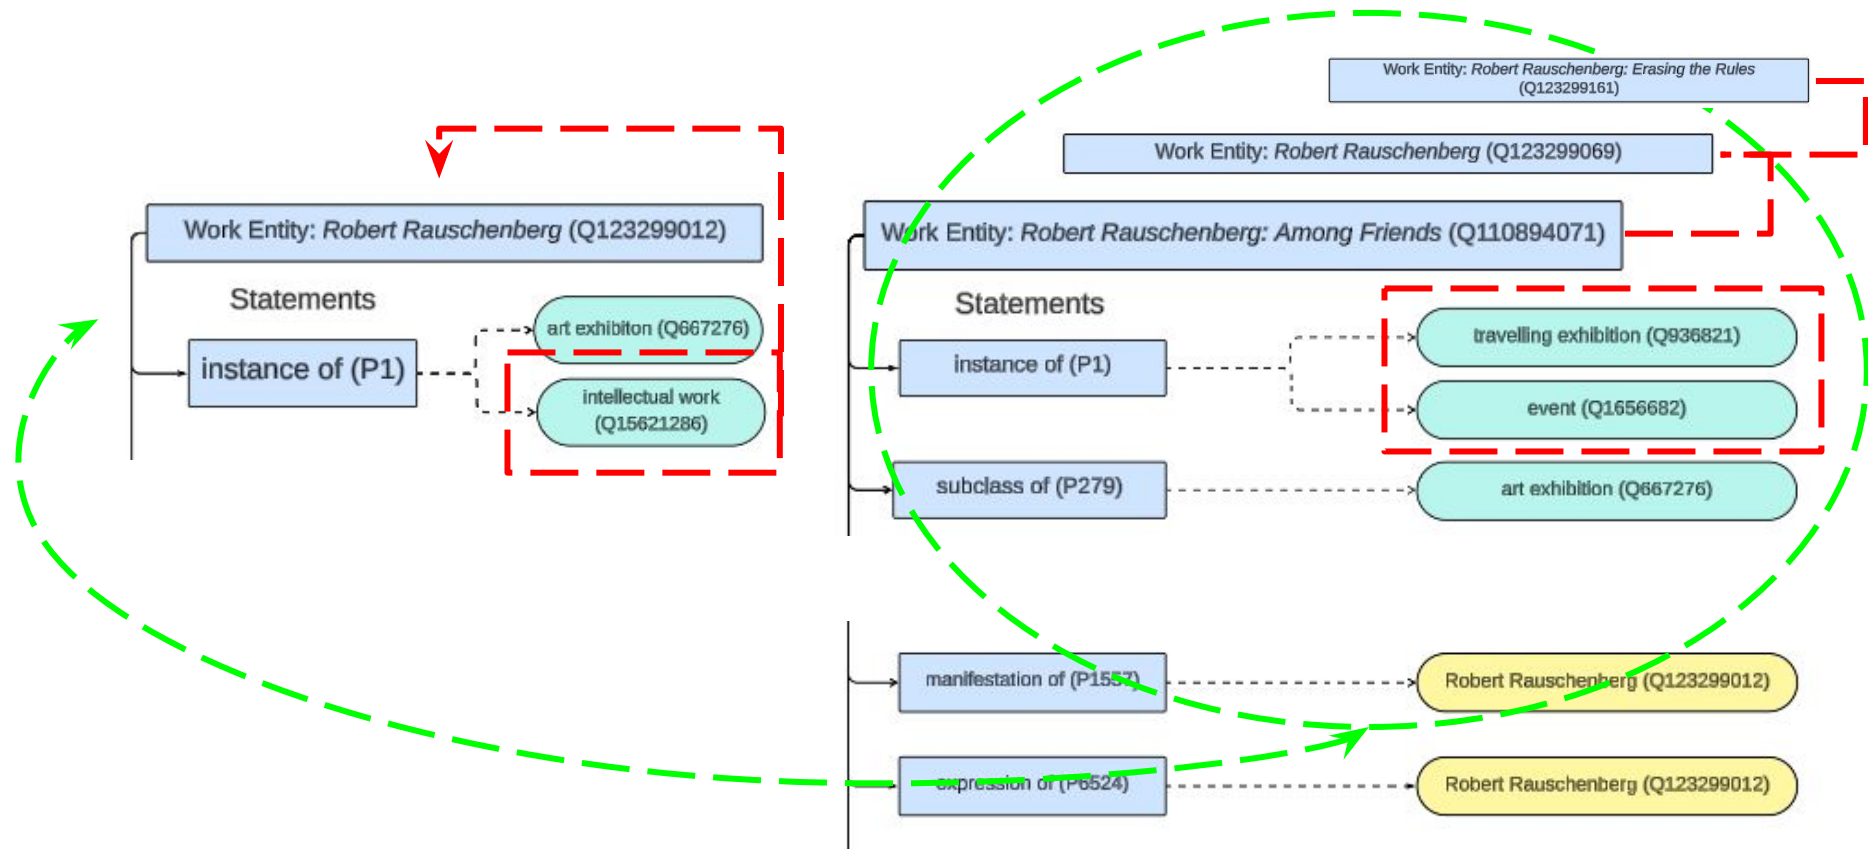 Work Entity: Robert Rauschenberg: Erasing the Rules
(Q123299161)
Work Entity: Robert Rauschenberg (Q123299069)
Work Entity: Robert Rauschenberg (Q123299012)
Statements
instance of (P1)
art exhibiton (Q667276)
intellectual work
(Q15621286)
Work Entity: Robert Rauschenberg: Among Friends (Q110894071)
Statements
instance of (P1)
travelling exhibition (Q936821)
event (Q1656682)
subclass of (P279)
art exhibition (Q667276)
manifestation of (P1557)
Robert Rauschenberg (Q123299012)
expression of (P6524)
Robert Rauschenberg (Q123299012)